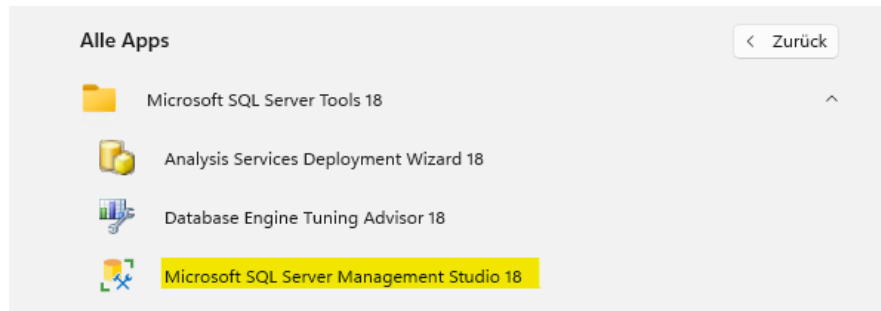 Alle Apps
Zurück
Microsoft SQL Server Tools 18
Analysis Services Deployment Wizard 18
Database Engine Tuning Advisor 18
Microsoft SQL Server Management Studio 18